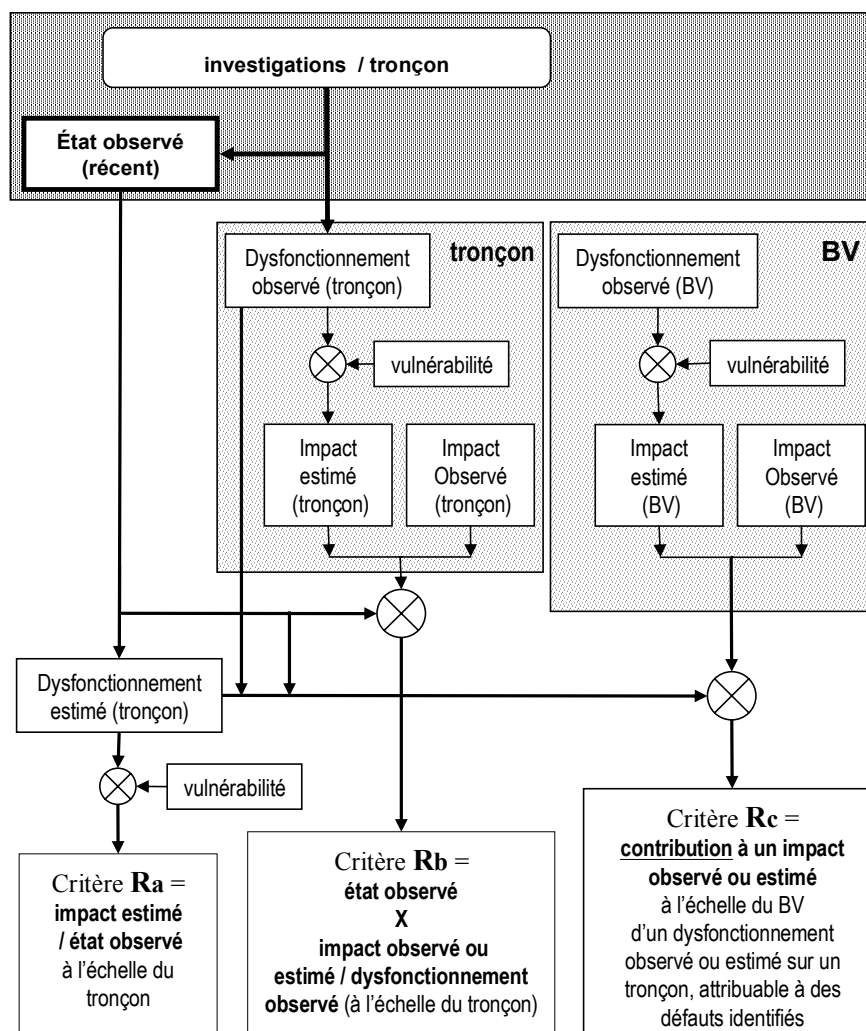 investigations / tronçon
État observé
(récent)
tronçon
BV
Dysfonctionnement
observé (tronçon)
Dysfonctionnement
observé (BV)
vulnérabilité
vulnérabilité
Impact
estimé
(tronçon)
Impact
Observé
(tronçon)
Impact
estimé
(BV)
Impact
Observé
(BV)
Dysfonctionnement
estimé (tronçon)
vulnérabilité
Critère Ra =
impact estimé
/ état observé
à l'échelle du
tronçon
Critère Rb =
état observé
X
impact observé ou
estimé / dysfonctionnement
observé (à l'échelle du tronçon)
Critère Rc =
contribution à un impact
observé ou estimé
à l'échelle du BV
d'un dysfonctionnement
observé ou estimé sur un
tronçon, attribuable à des
défauts identifiés